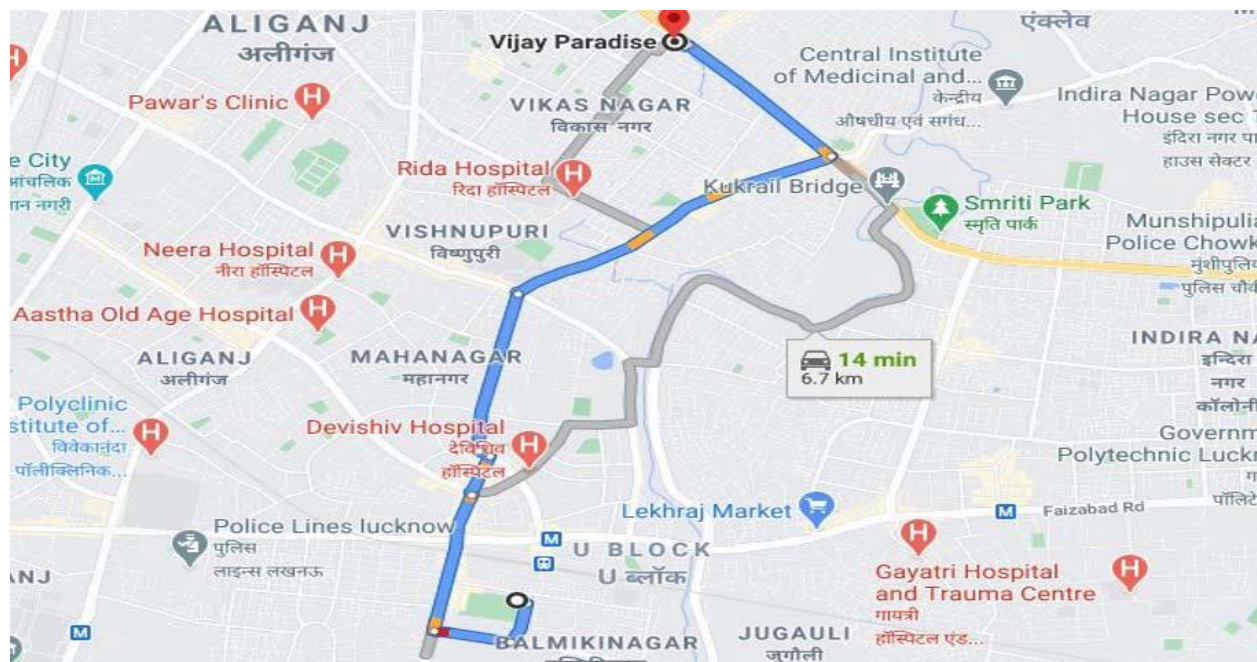 ALIGANJ
अलीगंज
Vijay Paradise
एंक्लेव
Central Institute
of Medicinal and...
केन्द्रीय
औषधीय एवं सगंध...
Pawar's Clinic
VIKAS NAGAR
विकास नगर
Indira Nagar Powe
House sec
इंदिरा नगर पा
हाउस सेक्टर
e City
आंचलिक
ान नगरी
Rida Hospital
रिदा हॉस्पिटल
Kukrail Bridge
Smriti Park
स्मृति पार्क
VISHNUPURI
विष्णुपुरी
Munshipulia
Police Chowk
मुंशीपुलि
पुलिस चौ
Neera Hospital
नीरा हॉस्पिटल
Aastha Old Age Hospital
ALIGANJ
अलीगंज
MAHANAGAR
महानगर
14 min
6.7 km
INDIRA NA
इन्दिरा
नगर
कॉलोनी
Polyclinic
stitute of...
विवेकानंदा
पॉलीक्लिनिक...
Devishiv Hospital
देविशिव
हॉस्पिटल
Governm
Polytechnic Luckn
ग
पॉलिटे
Lekhraj Market
Faizabad Rd
Police Lines lucknow
पुलिस
लाइन्स लखनऊ
U BLOCK
U ब्लॉक
Gayatri Hospital
and Trauma Centre
गायत्री
हॉस्पिटल एंड...
ANJ
BALMIKINAGAR
JUGAULI
जुगौली